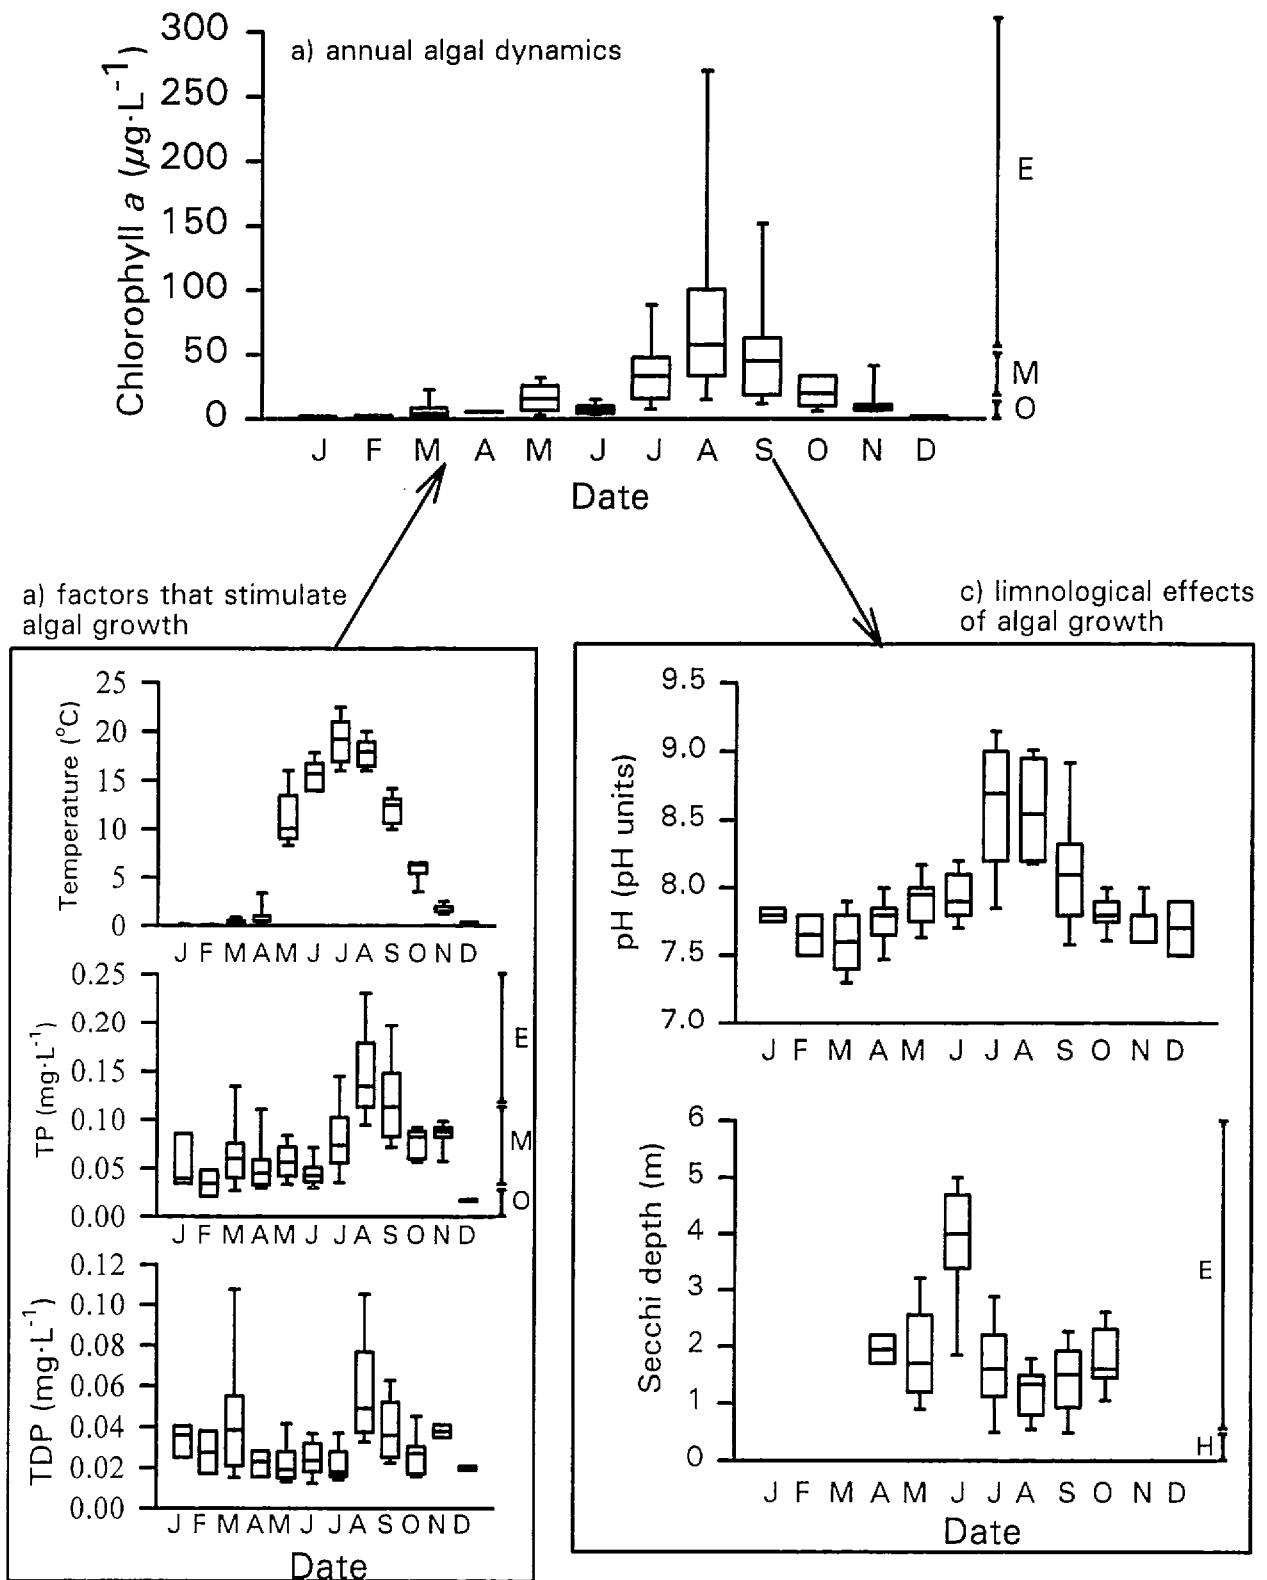 a) annual algal dynamics
Chlorophyll a (µg·L⁻¹)
300
250
200
150
100
50
0
E
M
O
J F M A M J J A S O N D
Date
a) factors that stimulate
algal growth
Temperature (°C)
25
20
15
10
5
0
J F M A M J J A S O N D
TP (mg·L⁻¹)
0.25
0.20
0.15
0.10
0.05
0.00
E
M
O
J F M A M J J A S O N D
TDP (mg·L⁻¹)
0.12
0.10
0.08
0.06
0.04
0.02
0.00
J F M A M J J A S O N D
Date
c) limnological effects
of algal growth
pH (pH units)
9.5
9.0
8.5
8.0
7.5
7.0
J F M A M J J A S O N D
Secchi depth (m)
6
5
4
3
2
1
0
E
H
J F M A M J J A S O N D
Date